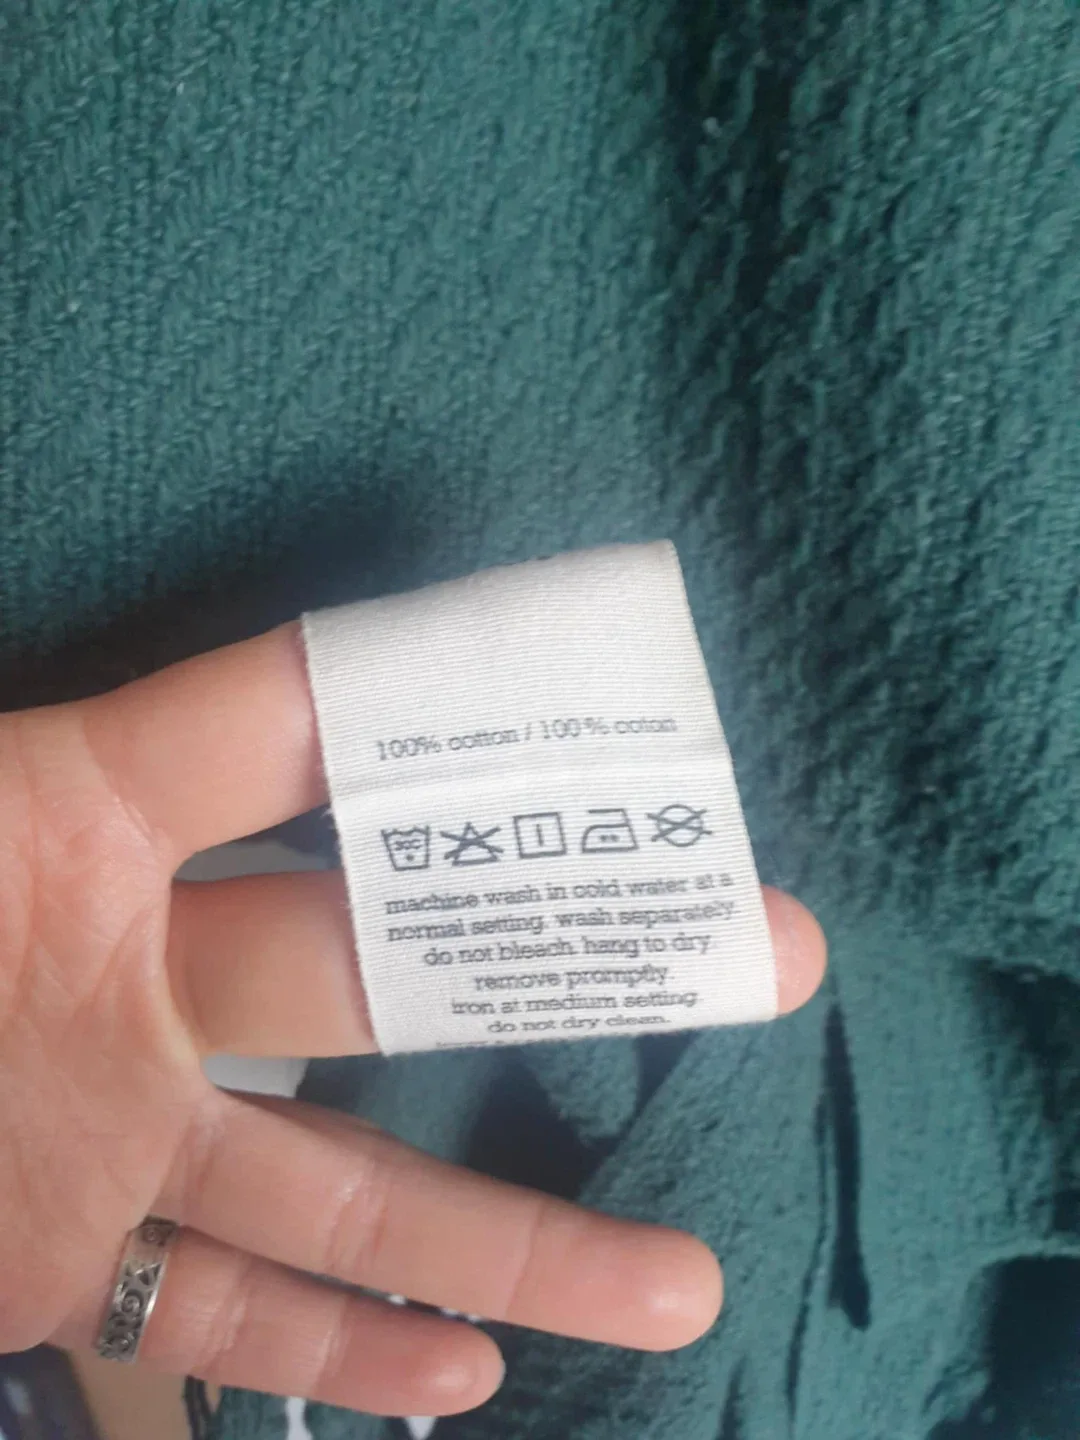 100% cotton / 100% coton
30C
machine wash in cold water at a
normal setting. wash separately.
do not bleach. hang to dry.
remove promptly.
iron at medium setting.
do not dry clean.